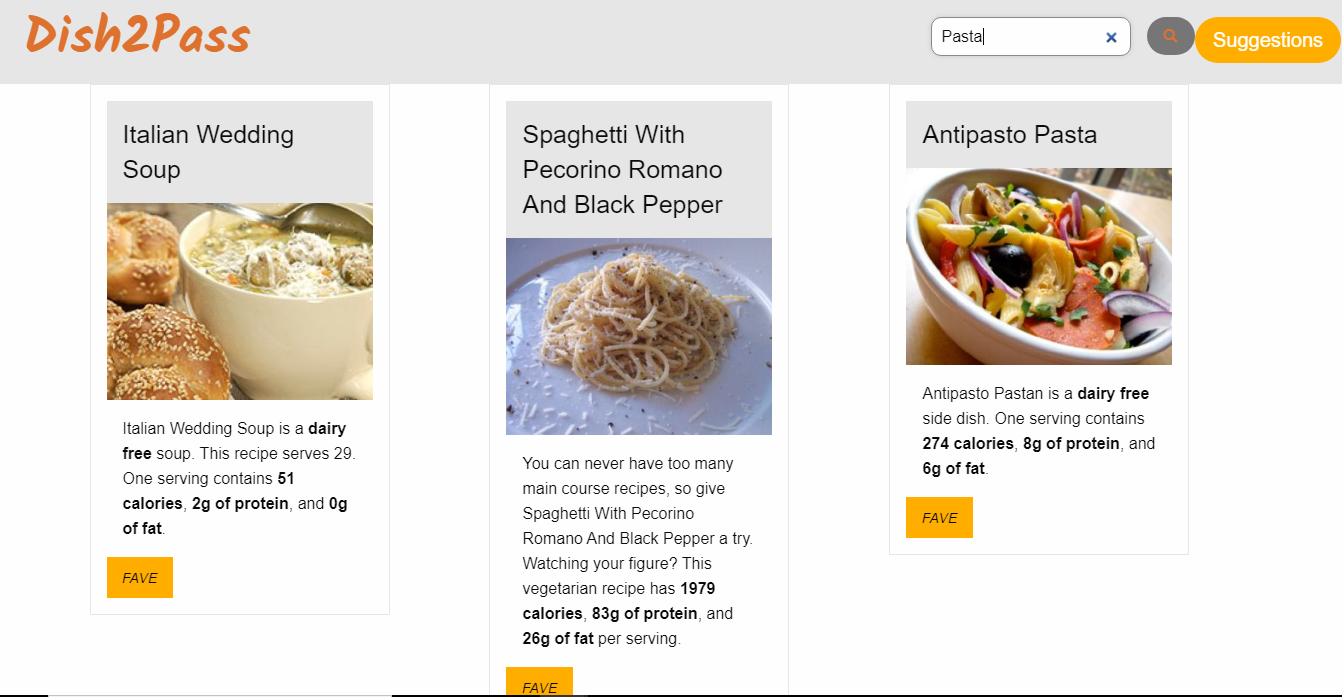 Dish2Pass
Pasta
Suggestions
Italian Wedding
Soup
Italian Wedding Soup is a dairy
free soup. This recipe serves 29.
One serving contains 51
calories, 2g of protein, and 0g
of fat.
FAVE
Spaghetti With
Pecorino Romano
And Black Pepper
You can never have too many
main course recipes, so give
Spaghetti With Pecorino
Romano And Black Pepper a try.
Watching your figure? This
vegetarian recipe has 1979
calories, 83g of protein, and
26g of fat per serving.
FAVE
Antipasto Pasta
Antipasto Pastan is a dairy free
side dish. One serving contains
274 calories, 8g of protein, and
6g of fat.
FAVE